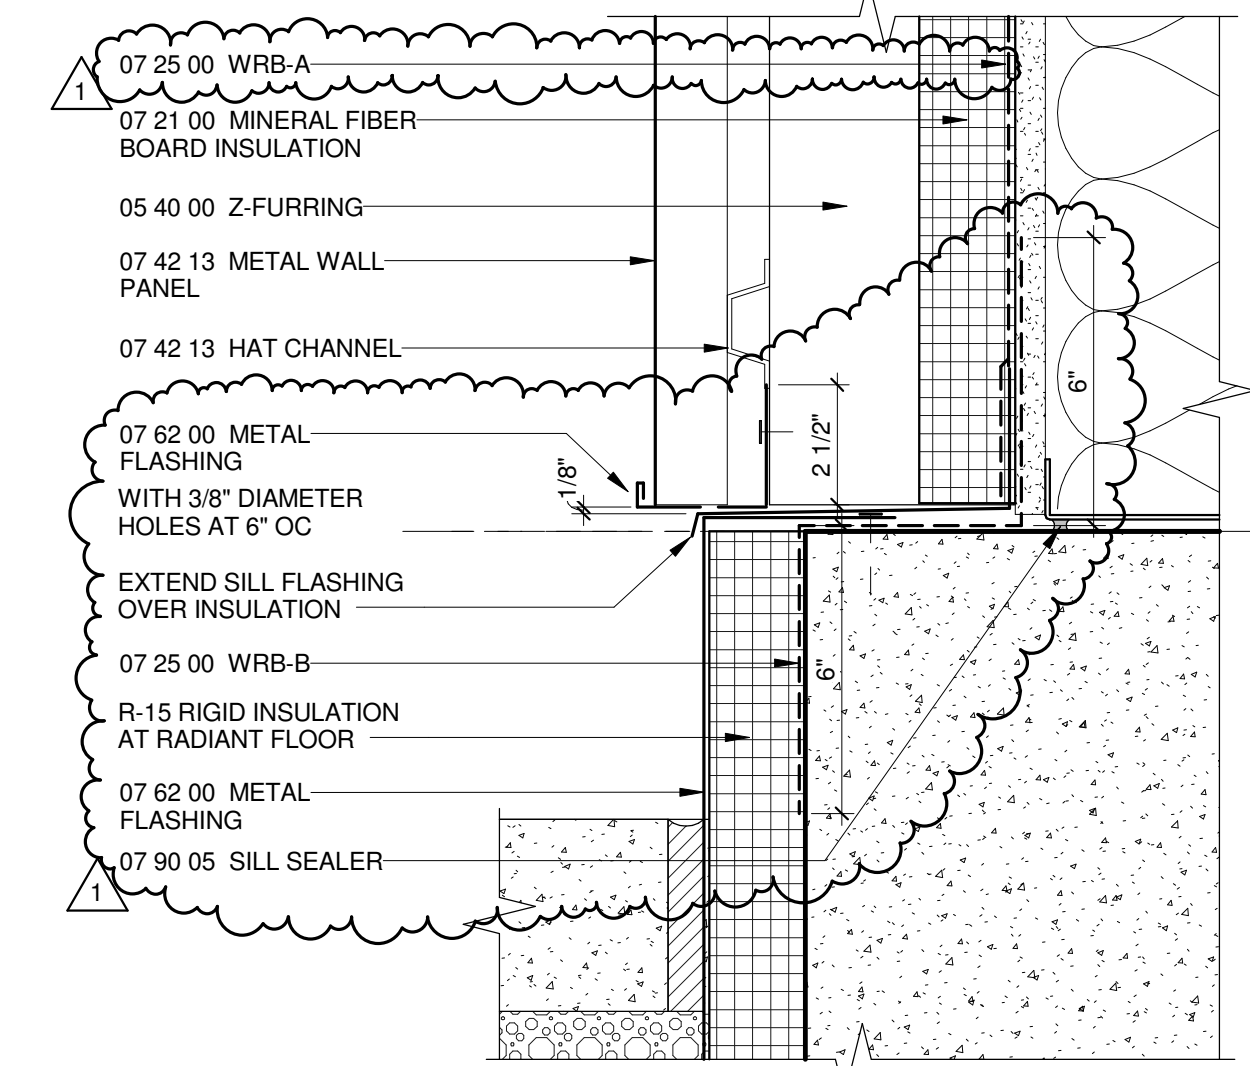 07 25 00 WRB-A
1
07 21 00 MINERAL FIBER
BOARD INSULATION
05 40 00 Z-FURRING
07 42 13 METAL WALL
PANEL
07 42 13 HAT CHANNEL
6"
2 1/2"
1/8"
07 62 00 METAL
FLASHING
WITH 3/8" DIAMETER
HOLES AT 6" OC
EXTEND SILL FLASHING
OVER INSULATION
07 25 00 WRB-B
6"
R-15 RIGID INSULATION
AT RADIANT FLOOR
07 62 00 METAL
FLASHING
07 90 05 SILL SEALER
1